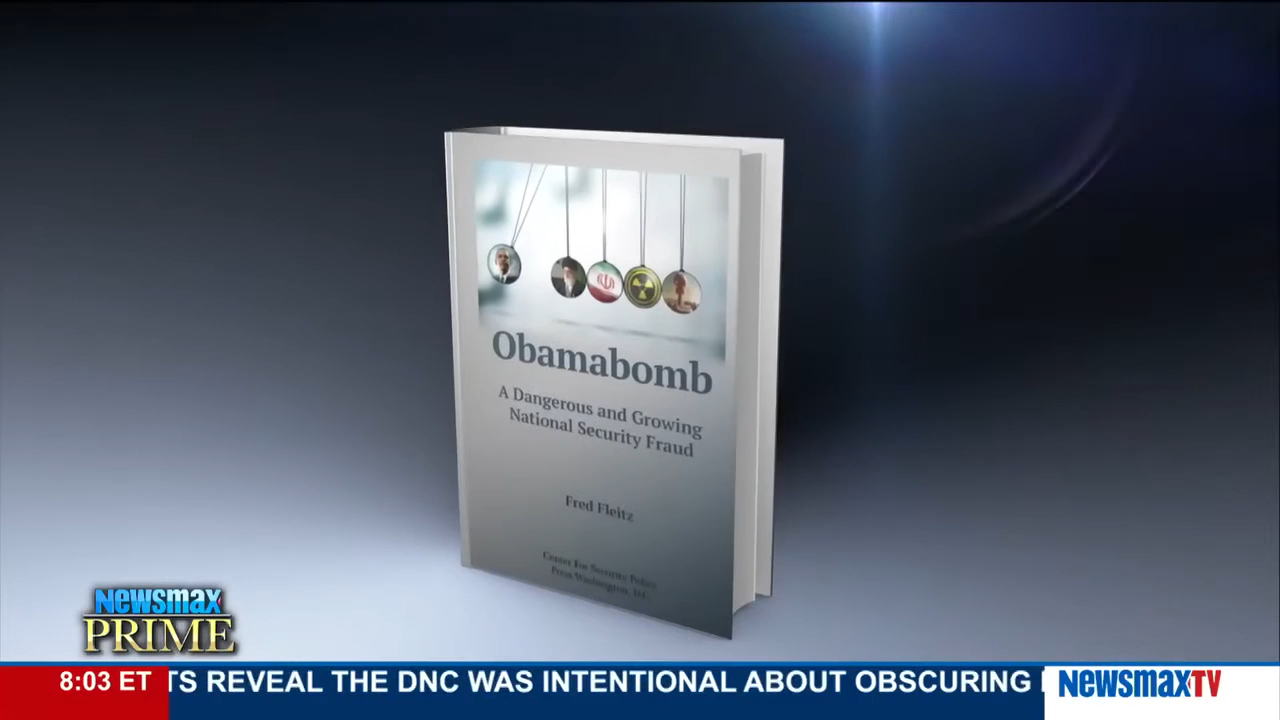 Obamabomb
A Dangerous and Growing
National Security Fraud
Fred Fleitz
Center For Security Policy
Press Washington, D.C.
NEWSMAX
PRIME
8:03 ET
TS REVEAL THE DNC WAS INTENTIONAL ABOUT OBSCURING
NEWSMAXTV